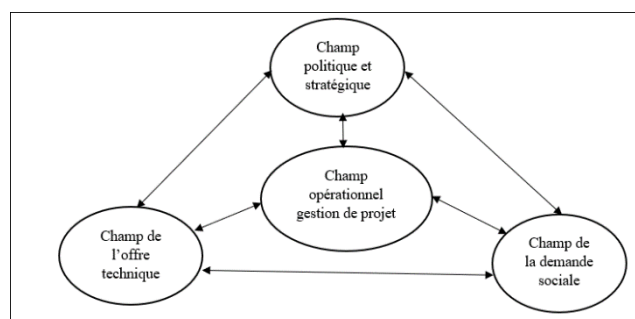 Champ
politique et
stratégique
Champ
opérationnel
gestion de projet
Champ de
l’offre
technique
Champ de
la demande
sociale